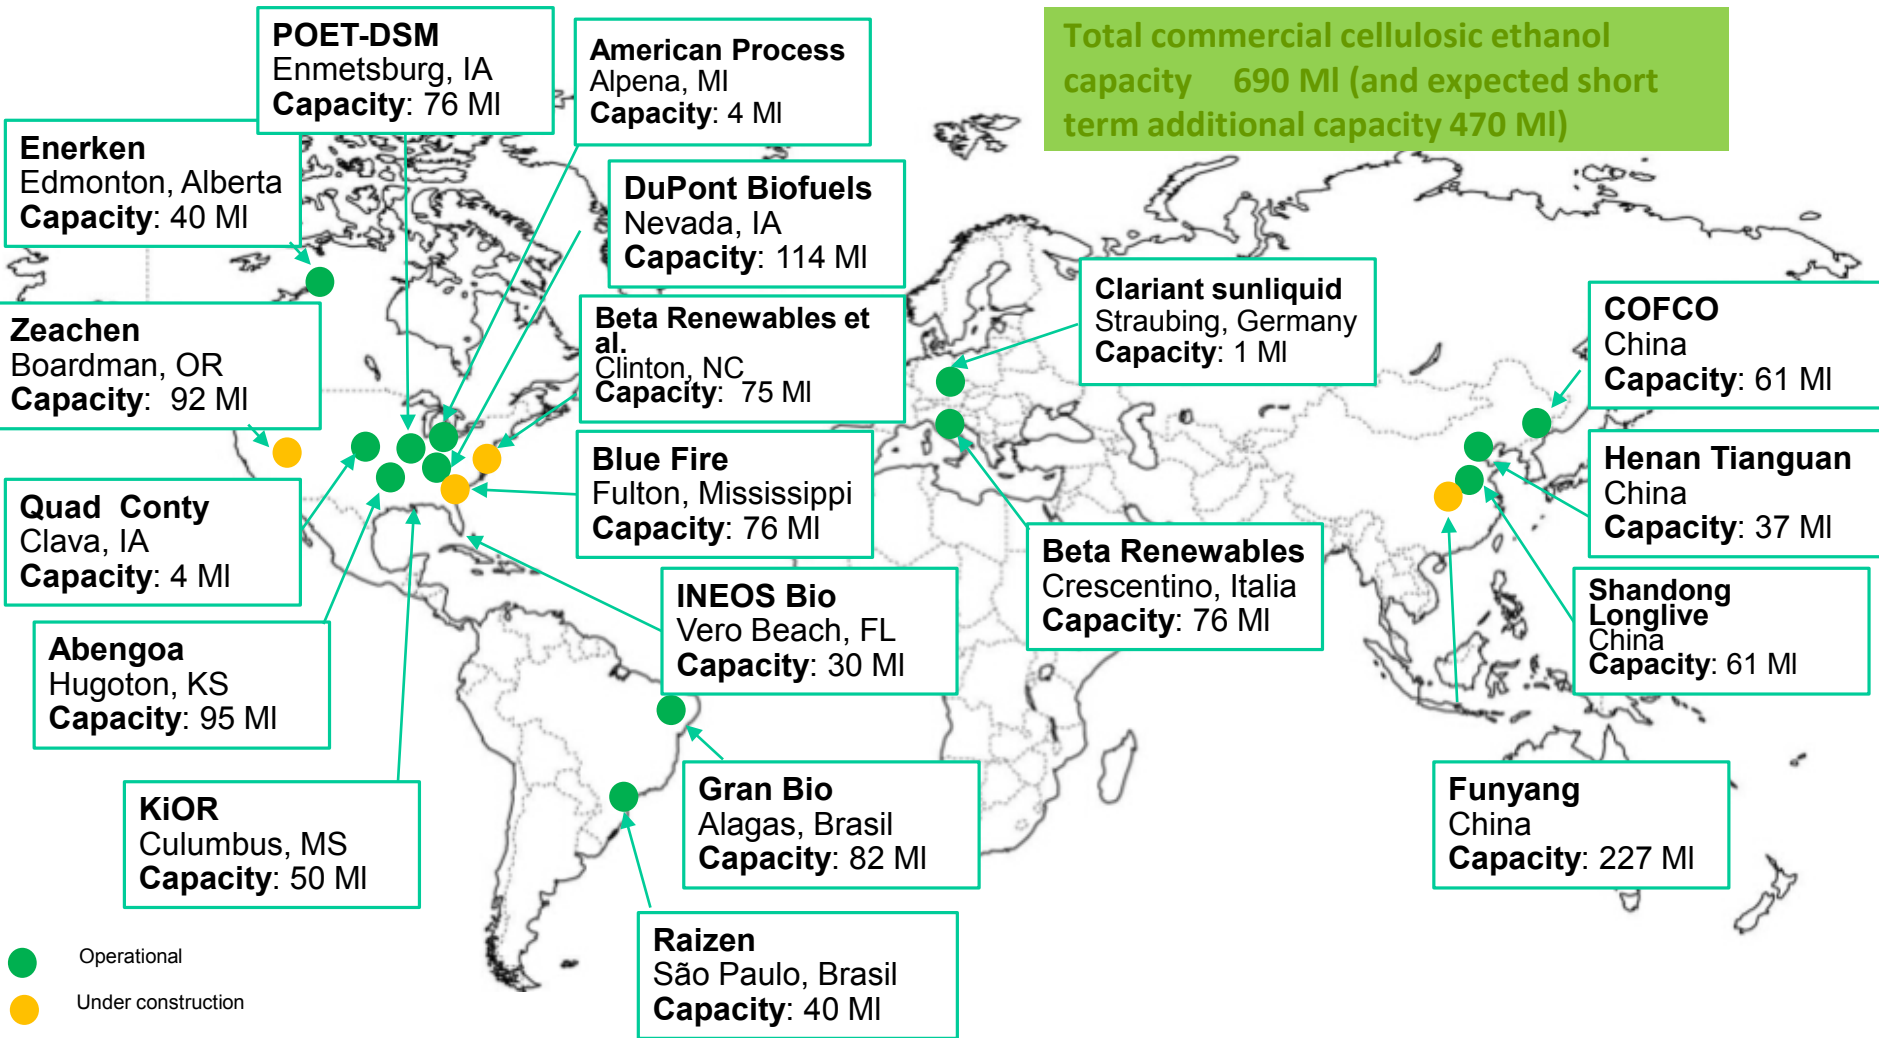 POET-DSM
Enmetsburg, IA
Capacity: 76 Ml
American Process
Alpena, MI
Capacity: 4 Ml
Total commercial cellulosic ethanol
capacity 690 Ml (and expected short
term additional capacity 470 Ml)
Enerken
Edmonton, Alberta
Capacity: 40 Ml
DuPont Biofuels
Nevada, IA
Capacity: 114 Ml
Clariant sunliquid
Straubing, Germany
Capacity: 1 Ml
COFCO
China
Capacity: 61 Ml
Zeachen
Boardman, OR
Capacity: 92 Ml
Beta Renewables et
al.
Clinton, NC
Capacity: 75 Ml
Blue Fire
Fulton, Mississippi
Capacity: 76 Ml
Henan Tianguan
China
Capacity: 37 Ml
Quad Conty
Clava, IA
Capacity: 4 Ml
Beta Renewables
Crescentino, Italia
Capacity: 76 Ml
INEOS Bio
Vero Beach, FL
Capacity: 30 Ml
Shandong
Longlive
China
Capacity: 61 Ml
Abengoa
Hugoton, KS
Capacity: 95 Ml
KiOR
Culumbus, MS
Capacity: 50 Ml
Gran Bio
Alagas, Brasil
Capacity: 82 Ml
Funyang
China
Capacity: 227 Ml
Raizen
São Paulo, Brasil
Capacity: 40 Ml
Operational
Under construction